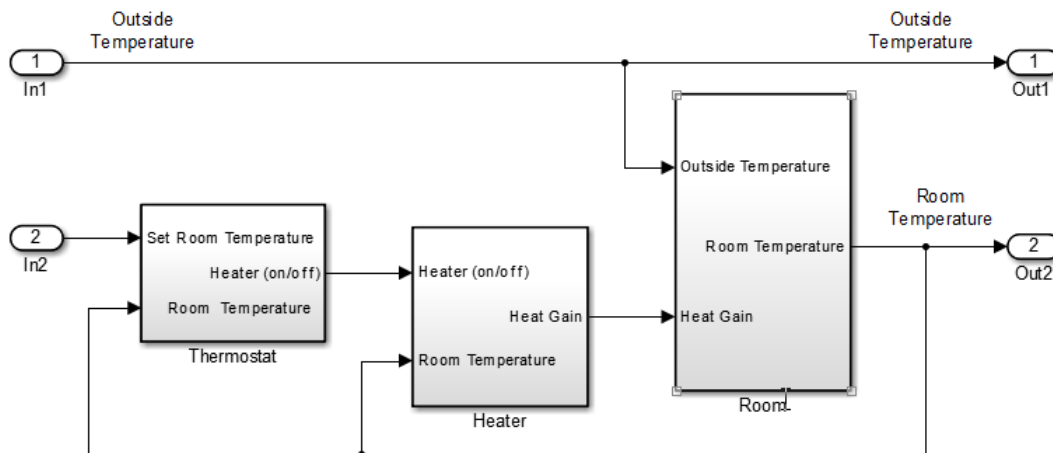 Outside
Temperature
Outside
Temperature
1
In1
1
Out1
Outside Temperature
Room Temperature
Heat Gain
Room
Room
Temperature
2
In2
2
Out2
Set Room Temperature
Heater (on/off)
Room Temperature
Thermostat
Heater (on/off)
Heat Gain
Room Temperature
Heater